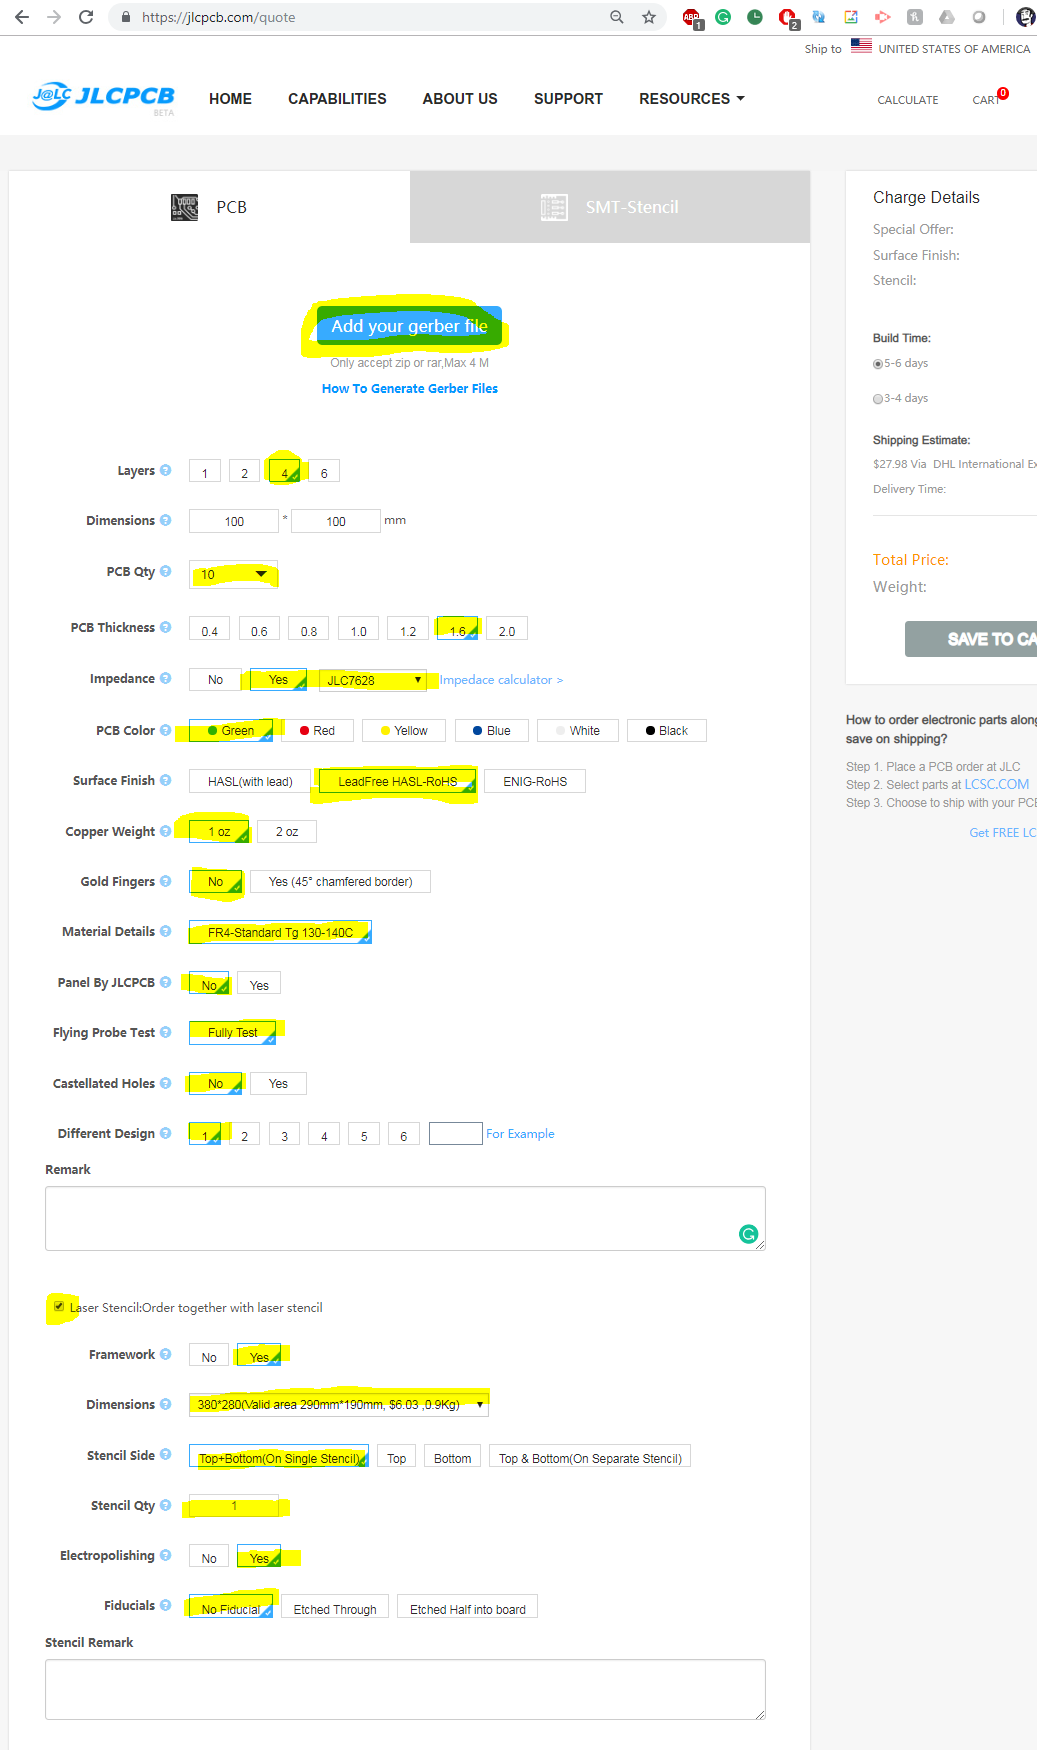 https://jlcpcb.com/quote
ABP 1
2
Ship to UNITED STATES OF AMERICA
J@LC JLCPCB
BETA
HOME CAPABILITIES ABOUT US SUPPORT RESOURCES CALCULATE CART 0
PCB SMT-Stencil
Charge Details
Special Offer:
Surface Finish:
Stencil:
Build Time:
5-6 days
3-4 days
Shipping Estimate:
$27.98 Via DHL International Ex
Delivery Time:
Total Price:
Weight:
SAVE TO CA
How to order electronic parts along
save on shipping?
Step 1. Place a PCB order at JLC
Step 2. Select parts at LCSC.COM
Step 3. Choose to ship with your PCB
Get FREE LC
Add your gerber file
Only accept zip or rar,Max 4 M
How To Generate Gerber Files
Layers ? 1 2 4 6
Dimensions ? 100 * 100 mm
PCB Qty ? 10
PCB Thickness ? 0.4 0.6 0.8 1.0 1.2 1.6 2.0
Impedance ? No Yes JLC7628 Impedace calculator >
PCB Color ? Green Red Yellow Blue White Black
Surface Finish ? HASL(with lead) LeadFree HASL-RoHS ENIG-RoHS
Copper Weight ? 1 oz 2 oz
Gold Fingers ? No Yes (45° chamfered border)
Material Details ? FR4-Standard Tg 130-140C
Panel By JLCPCB ? No Yes
Flying Probe Test ? Fully Test
Castellated Holes ? No Yes
Different Design ? 1 2 3 4 5 6 For Example
Remark
Laser Stencil:Order together with laser stencil
Framework ? No Yes
Dimensions ? 380*280(Valid area 290mm*190mm, $6.03 ,0.9Kg)
Stencil Side ? Top+Bottom(On Single Stencil) Top Bottom Top & Bottom(On Separate Stencil)
Stencil Qty ? 1
Electropolishing ? No Yes
Fiducials ? No Fiducial Etched Through Etched Half into board
Stencil Remark